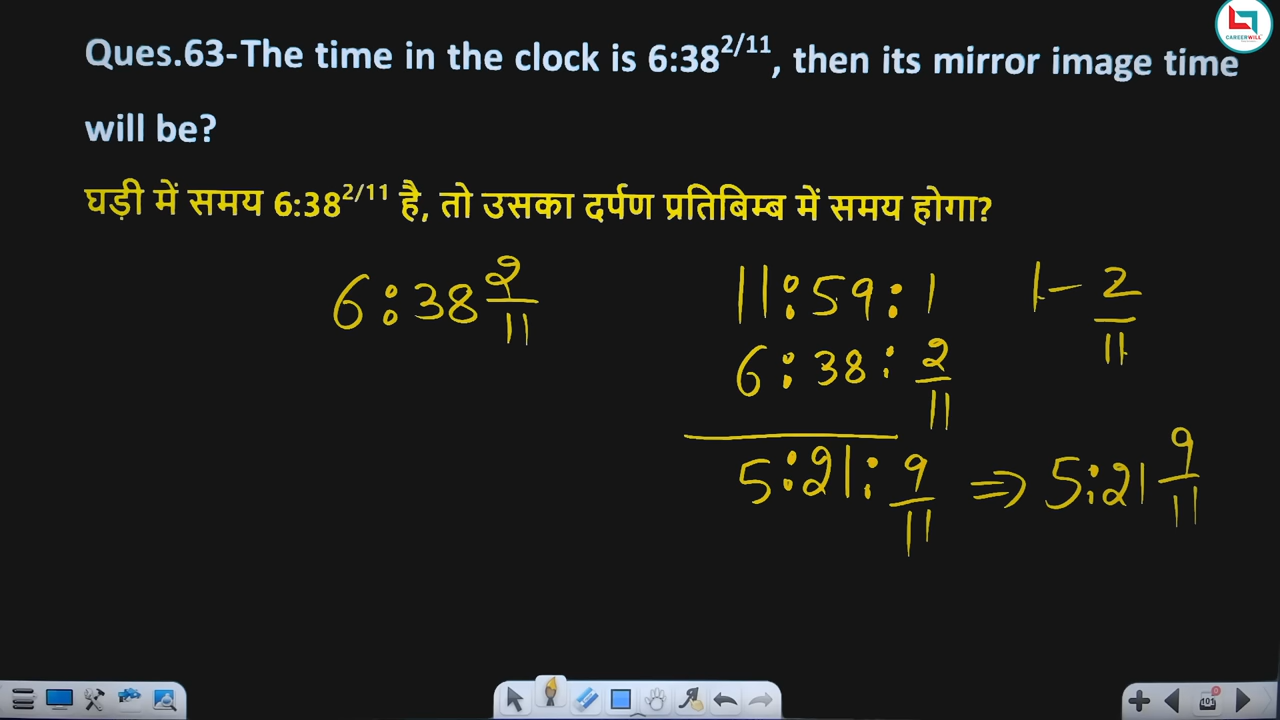 CAREERWILL
Ques.63-The time in the clock is 6:38^2/11, then its mirror image time
will be?
घड़ी में समय 6:38^2/11 है, तो उसका दर्पण प्रतिबिम्ब में समय होगा?
6:38 2/11
11:59:1
1- 2/11
6:38: 2/11
5:21: 9/11 ⇒ 5:21 9/11
101